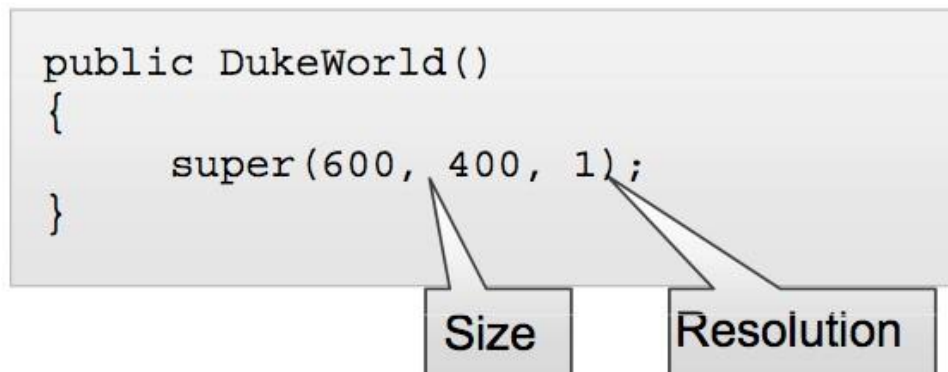 public DukeWorld()
{
super(600, 400, 1);
}
Size
Resolution